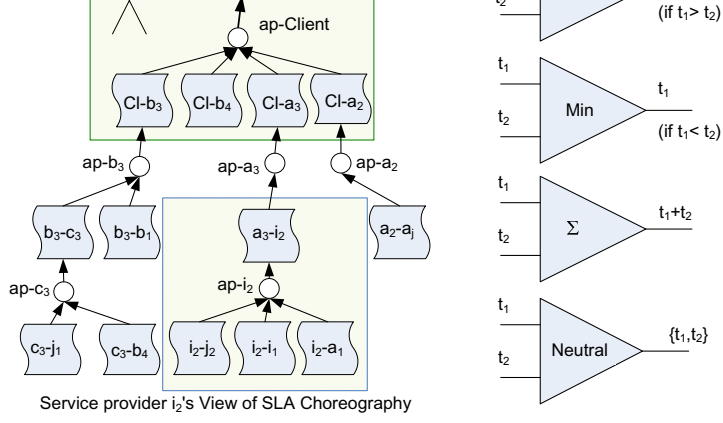 ap-Client
Cl-b3 Cl-b4 Cl-a3 Cl-a2
ap-b3 ap-a3 ap-a2
b3-c3 b3-b1 a3-i2 a2-aj
ap-c3 ap-i2
c3-j1 c3-b4 i2-j2 i2-i1 i2-a1
Service provider i2's View of SLA Choreography
t2
(if t1> t2)
t1
t2
Min
t1
(if t1< t2)
t1
t2
Σ
t1+t2
t1
t2
Neutral
{t1,t2}